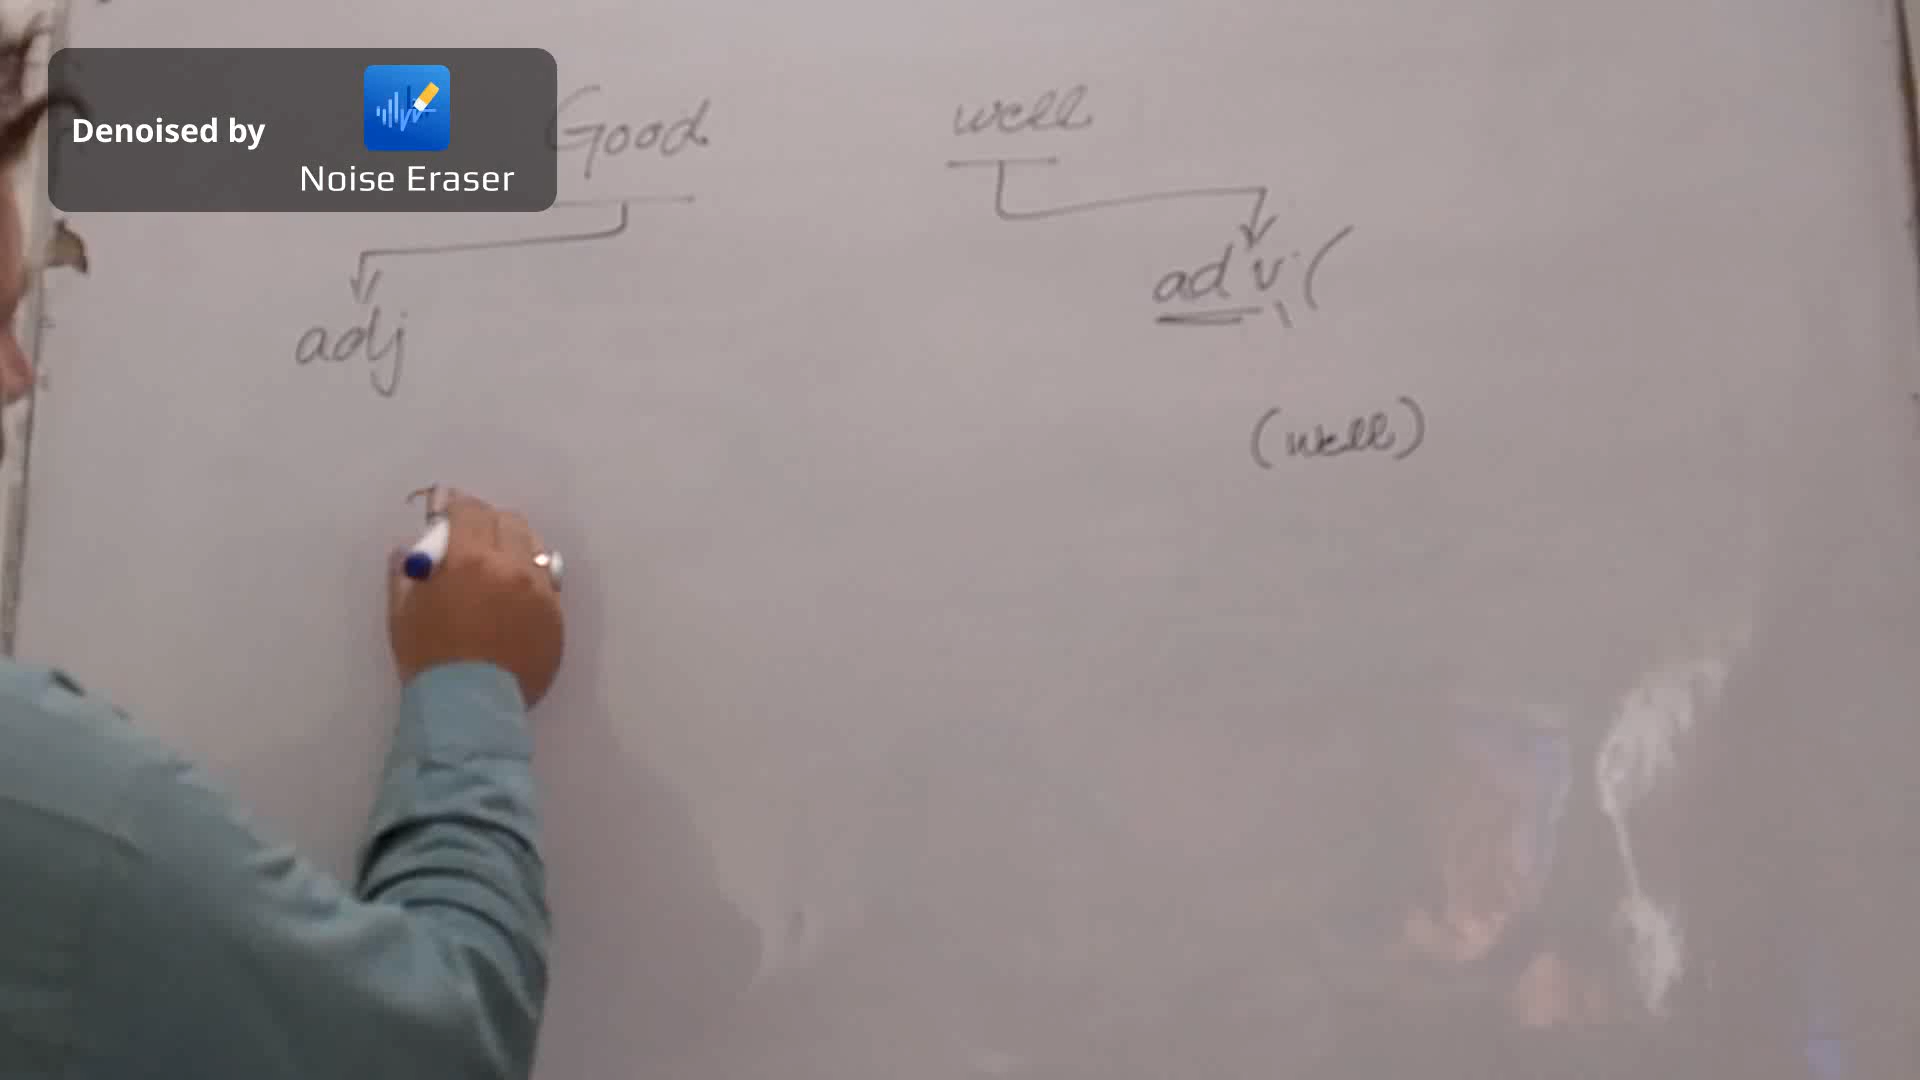 Denoised by
Noise Eraser
Good well
adj adv (
(well)